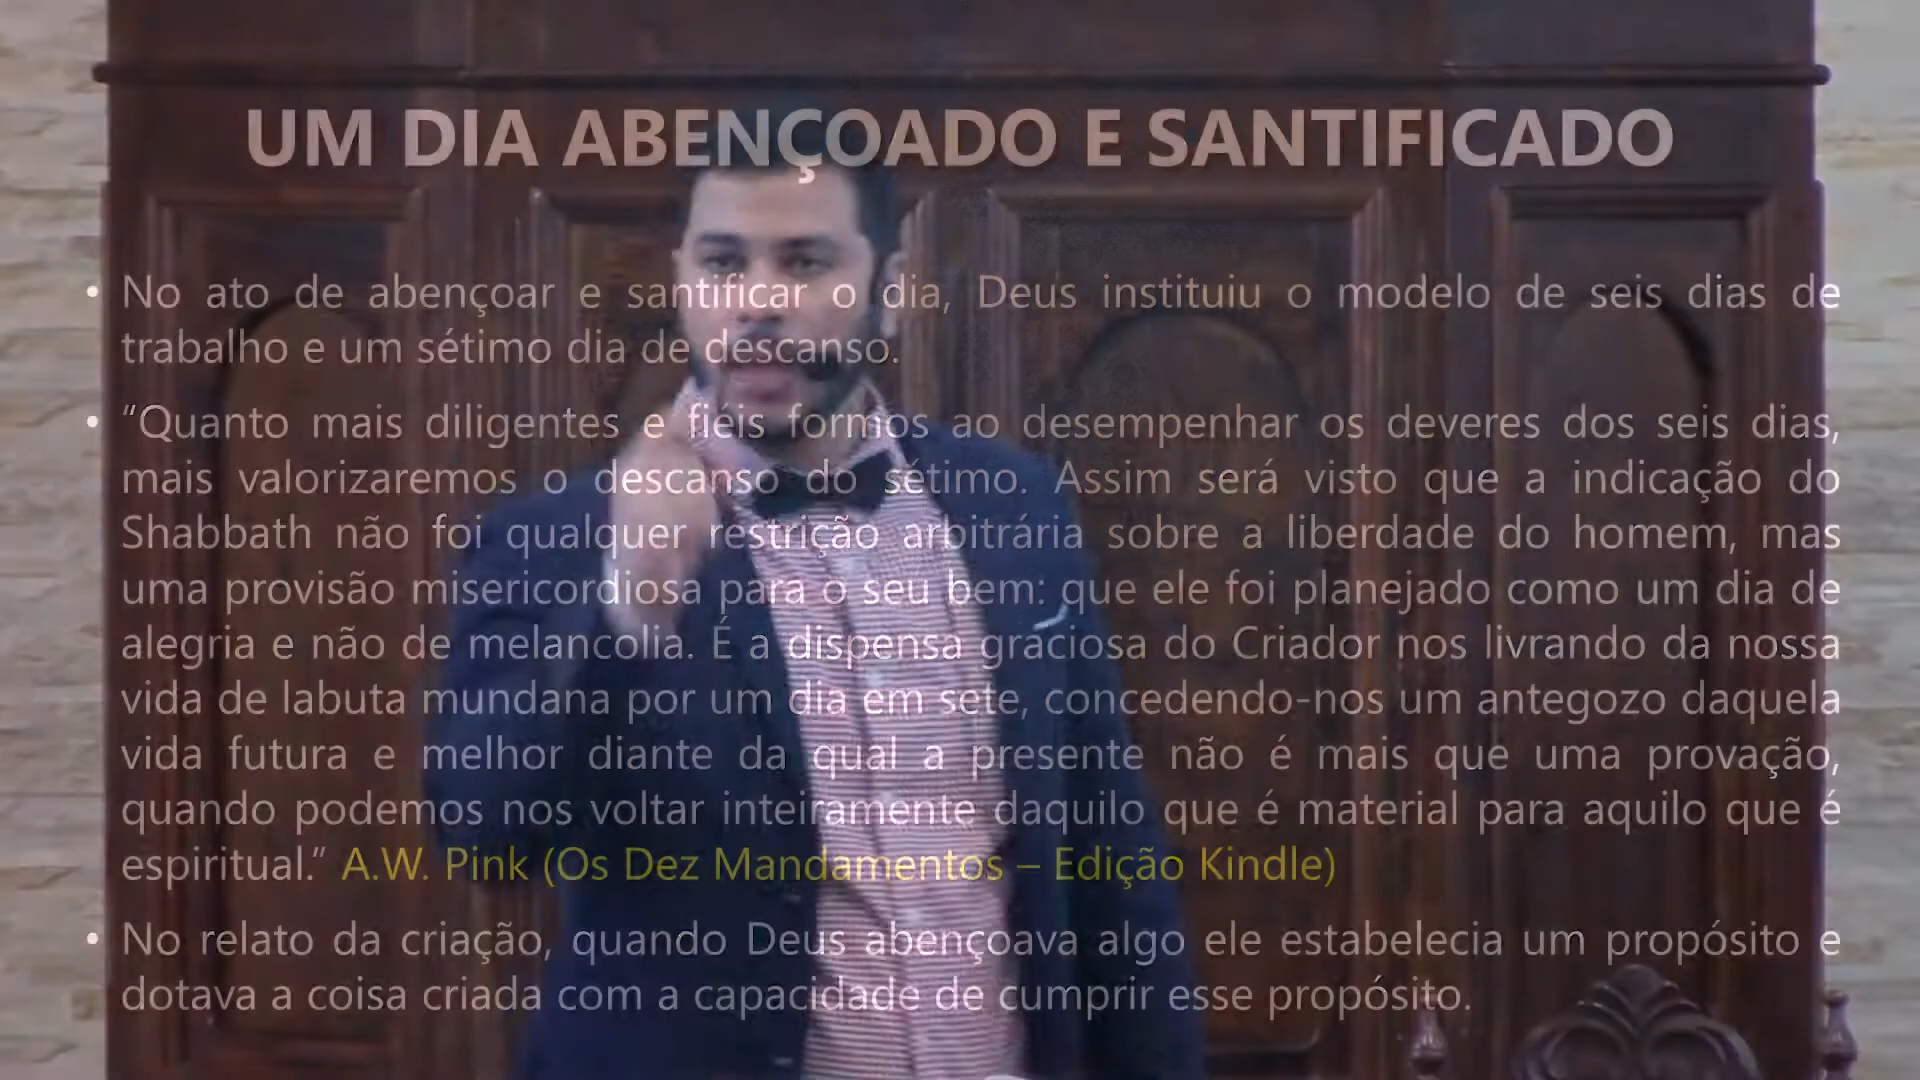 UM DIA ABENÇOADO E SANTIFICADO
• No ato de abençoar e santificar o dia, Deus instituiu o modelo de seis dias de
trabalho e um sétimo dia de descanso.
• “Quanto mais diligentes e fiéis formos ao desempenhar os deveres dos seis dias,
mais valorizaremos o descanso do sétimo. Assim será visto que a indicação do
Shabbath não foi qualquer restrição arbitrária sobre a liberdade do homem, mas
uma provisão misericordiosa para o seu bem: que ele foi planejado como um dia de
alegria e não de melancolia. É a dispensa graciosa do Criador nos livrando da nossa
vida de labuta mundana por um dia em sete, concedendo-nos um antegozo daquela
vida futura e melhor diante da qual a presente não é mais que uma provação,
quando podemos nos voltar inteiramente daquilo que é material para aquilo que é
espiritual.” A.W. Pink (Os Dez Mandamentos – Edição Kindle)
• No relato da criação, quando Deus abençoava algo ele estabelecia um propósito e
dotava a coisa criada com a capacidade de cumprir esse propósito.